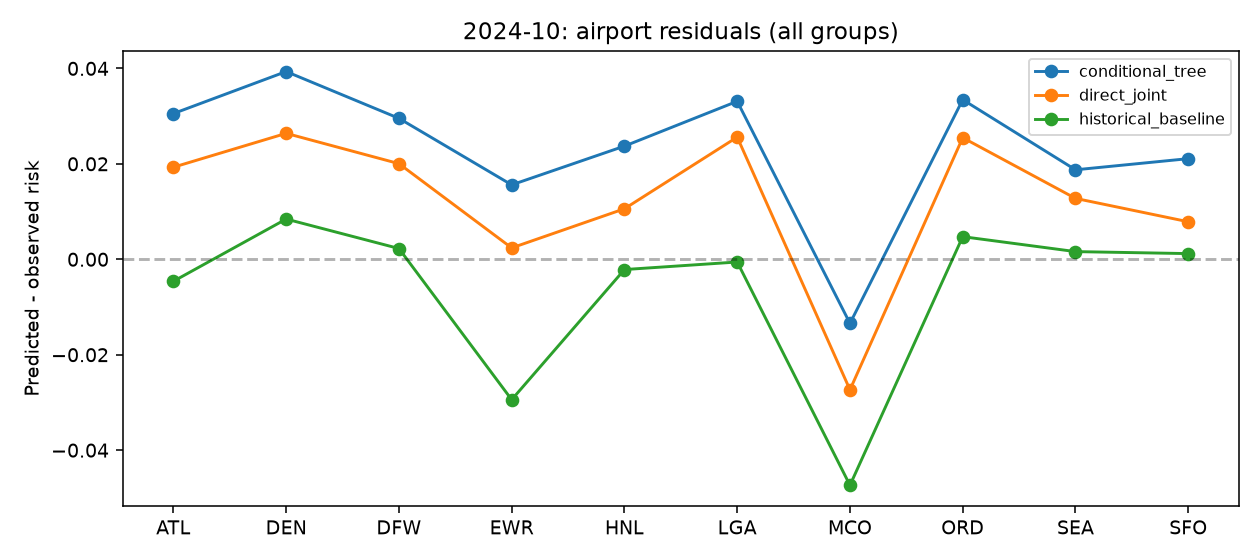 2024-10: airport residuals (all groups)
Predicted - observed risk
0.04
0.02
0.00
−0.02
−0.04
conditional_tree
direct_joint
historical_baseline
ATL DEN DFW EWR HNL LGA MCO ORD SEA SFO